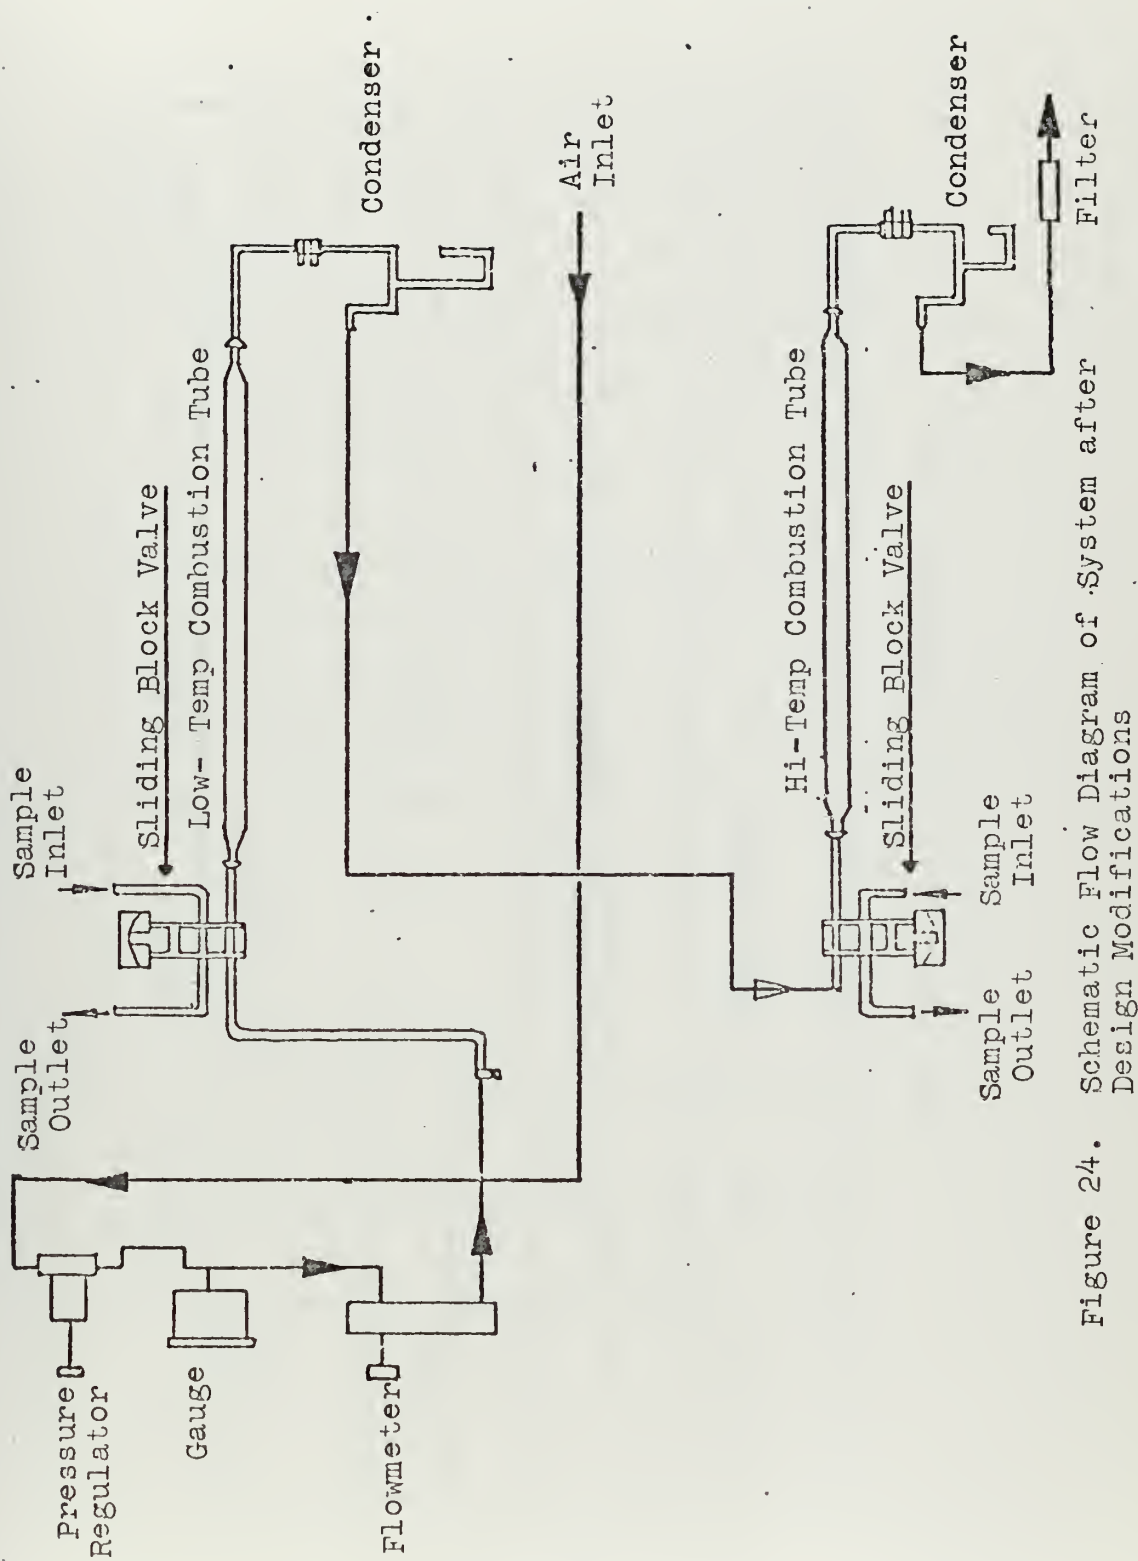 Sample
Inlet
Sample
Outlet
Sliding Block Valve
Low- Temp Combustion Tube
Condenser
Pressure
Regulator
Gauge
Flowmeter
Air
Inlet
Hi-Temp Combustion Tube
Sliding Block Valve
Condenser
Sample
Inlet
Sample
Outlet
Filter
Figure 24. Schematic Flow Diagram of System after
Design Modifications